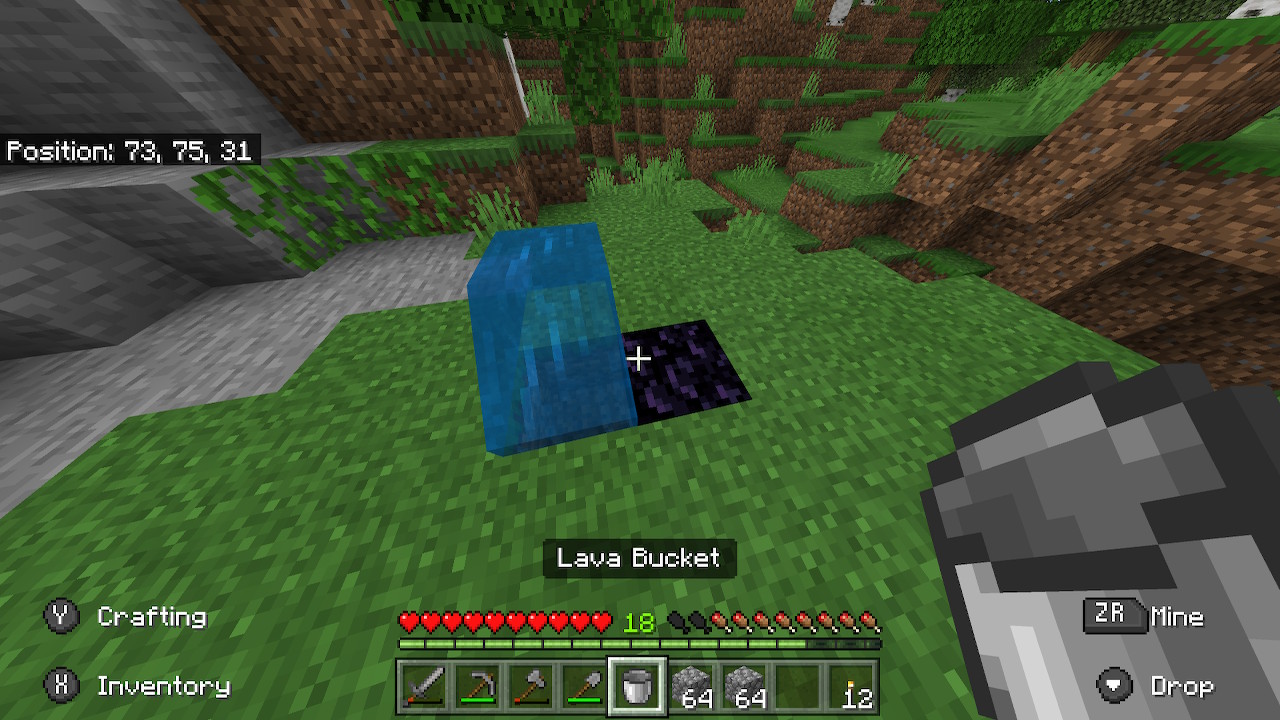 Position: 73, 75, 31
Lava Bucket
Y Crafting
18
ZR Mine
X Inventory
64 64 12
Drop